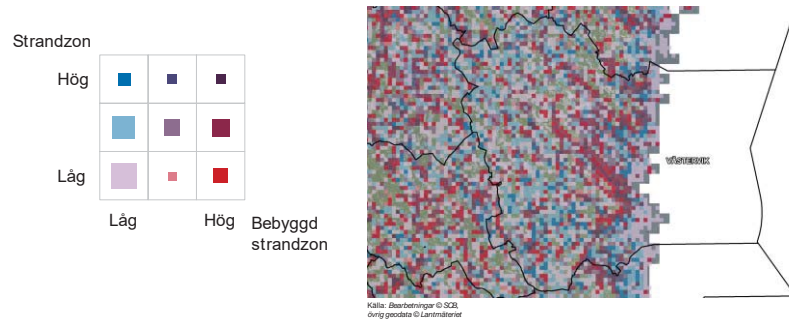 Strandzon
Hög
Låg
Låg Hög
Bebyggd
strandzon
VÄSTERVIK
Källa: Bearbetningar © SCB,
övrig geodata © Lantmäteriet